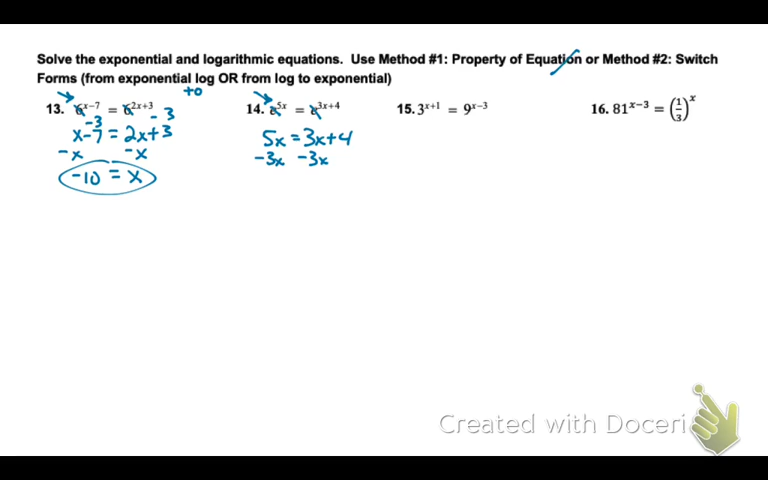 Solve the exponential and logarithmic equations. Use Method #1: Property of Equation or Method #2: Switch
Forms (from exponential log OR from log to exponential)
to
13. 6^{x−7} = 6^{2x+3}
-3 -3
x-7 = 2x+3
-x -x
-10 = x
14. 8^{5x} = 8^{3x+4}
5x = 3x+4
-3x -3x
15. 3^{x+1} = 9^{x−3}
16. 81^{x−3} = (1/3)^x
Created with Doceri